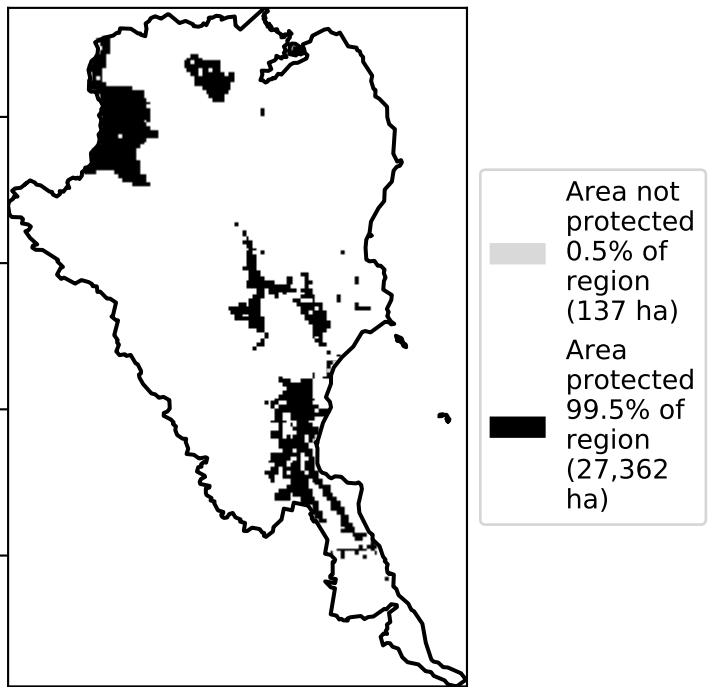 Area not
protected
0.5% of
region
(137 ha)
Area
protected
99.5% of
region
(27,362
ha)